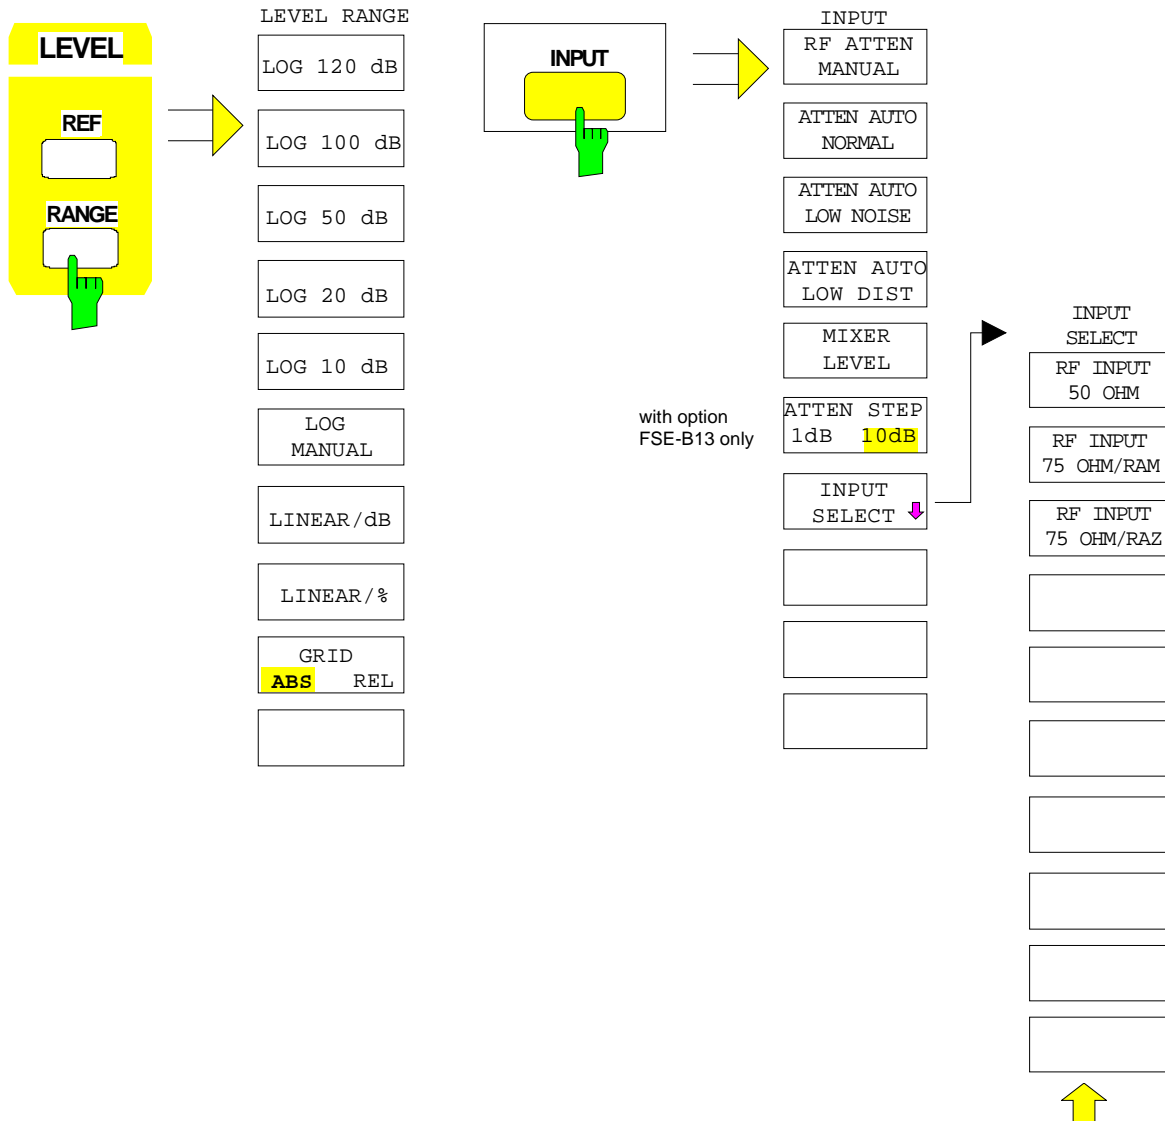 LEVEL
REF
RANGE
LEVEL RANGE
LOG 120 dB
LOG 100 dB
LOG 50 dB
LOG 20 dB
LOG 10 dB
LOG
MANUAL
LINEAR/dB
LINEAR/%
GRID
ABS REL
INPUT
INPUT
RF ATTEN
MANUAL
ATTEN AUTO
NORMAL
ATTEN AUTO
LOW NOISE
ATTEN AUTO
LOW DIST
MIXER
LEVEL
with option
FSE-B13 only
ATTEN STEP
1dB 10dB
INPUT
SELECT
INPUT
SELECT
RF INPUT
50 OHM
RF INPUT
75 OHM/RAM
RF INPUT
75 OHM/RAZ